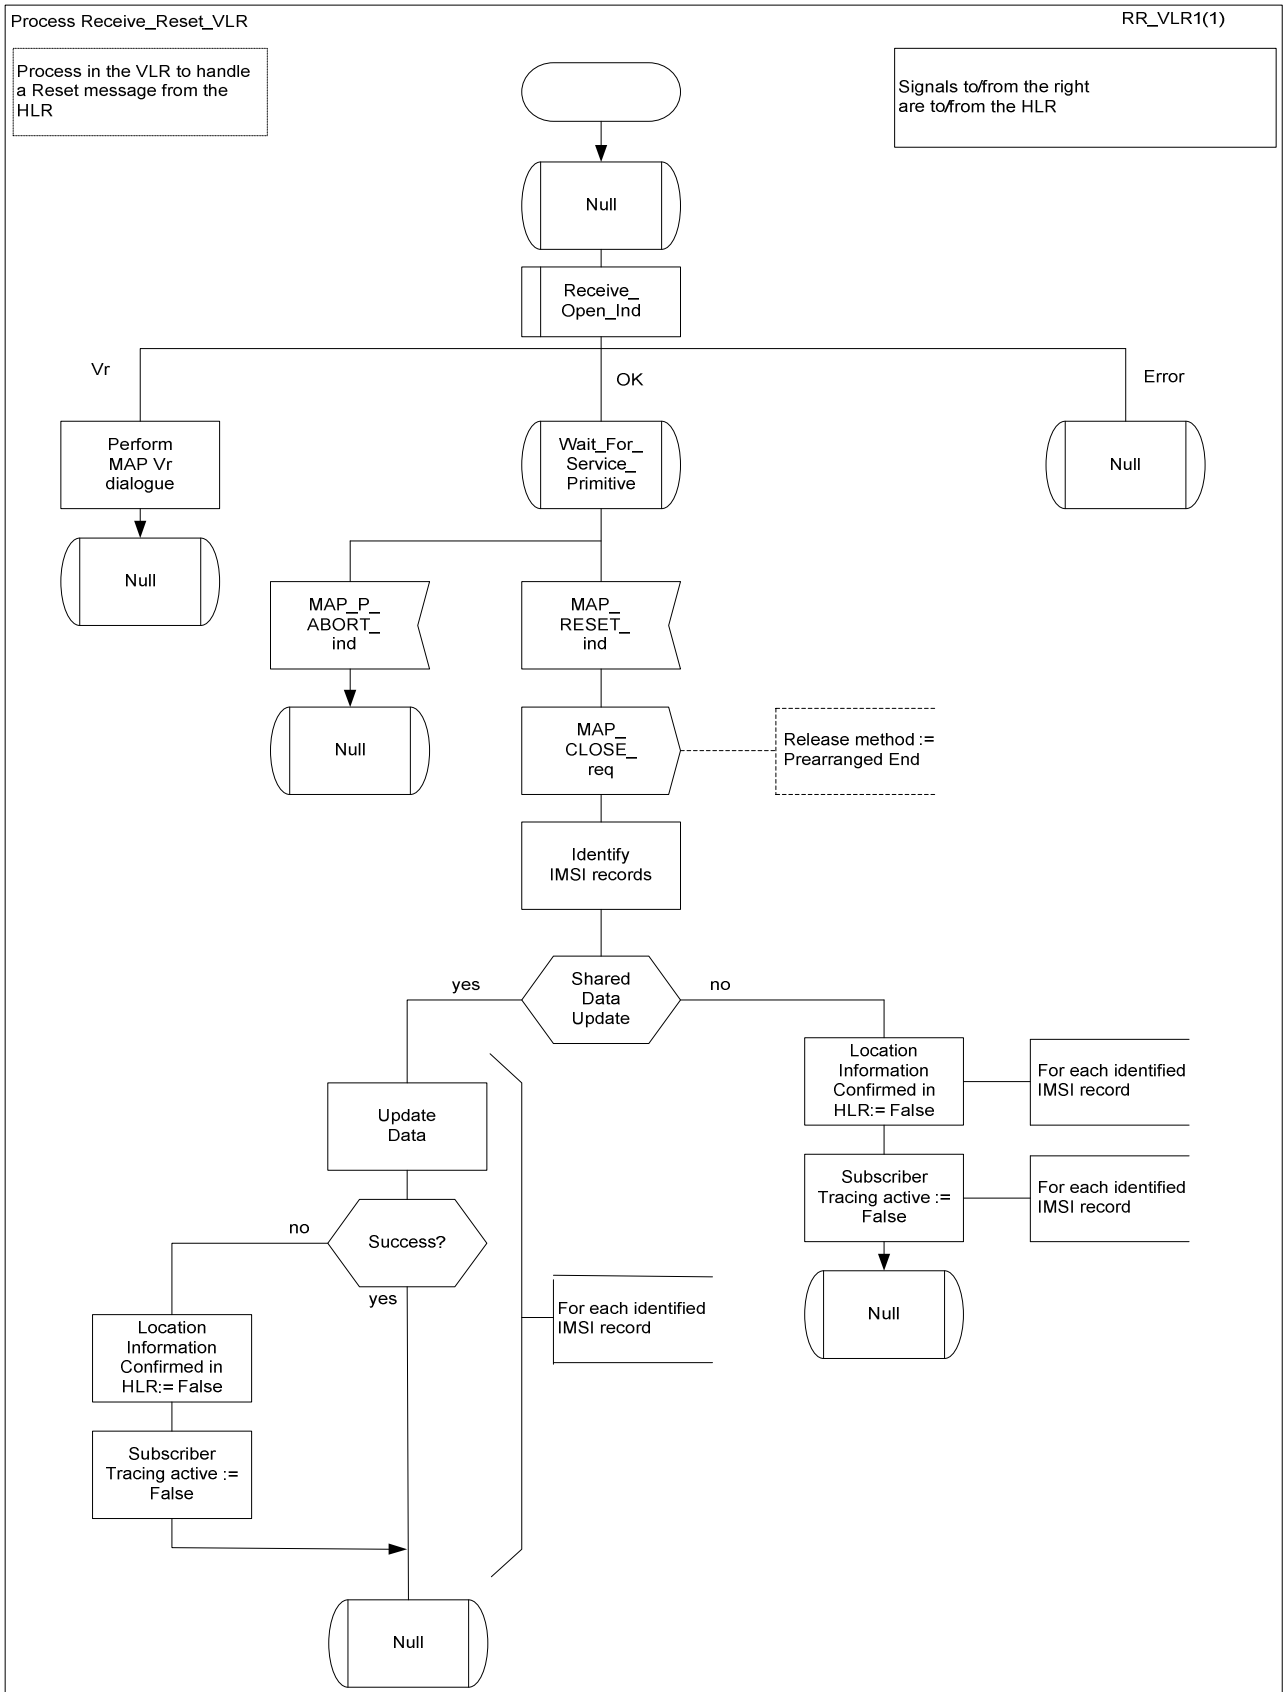 Process Receive_Reset_VLR
RR_VLR1(1)
Process in the VLR to handle
a Reset message from the
HLR
Signals to/from the right
are to/from the HLR
Null
Receive_
Open_Ind
Vr
OK
Error
Perform
MAP Vr
dialogue
Wait_For_
Service_
Primitive
Null
Null
MAP_P_
ABORT_
ind
MAP_
RESET_
ind
Null
MAP_
CLOSE_
req
Release method :=
Prearranged End
Identify
IMSI records
Shared
Data
Update
yes
no
Location
Information
Confirmed in
HLR:= False
For each identified
IMSI record
Update
Data
Subscriber
Tracing active :=
False
For each identified
IMSI record
Success?
no
yes
Null
For each identified
IMSI record
Location
Information
Confirmed in
HLR:= False
Subscriber
Tracing active :=
False
Null